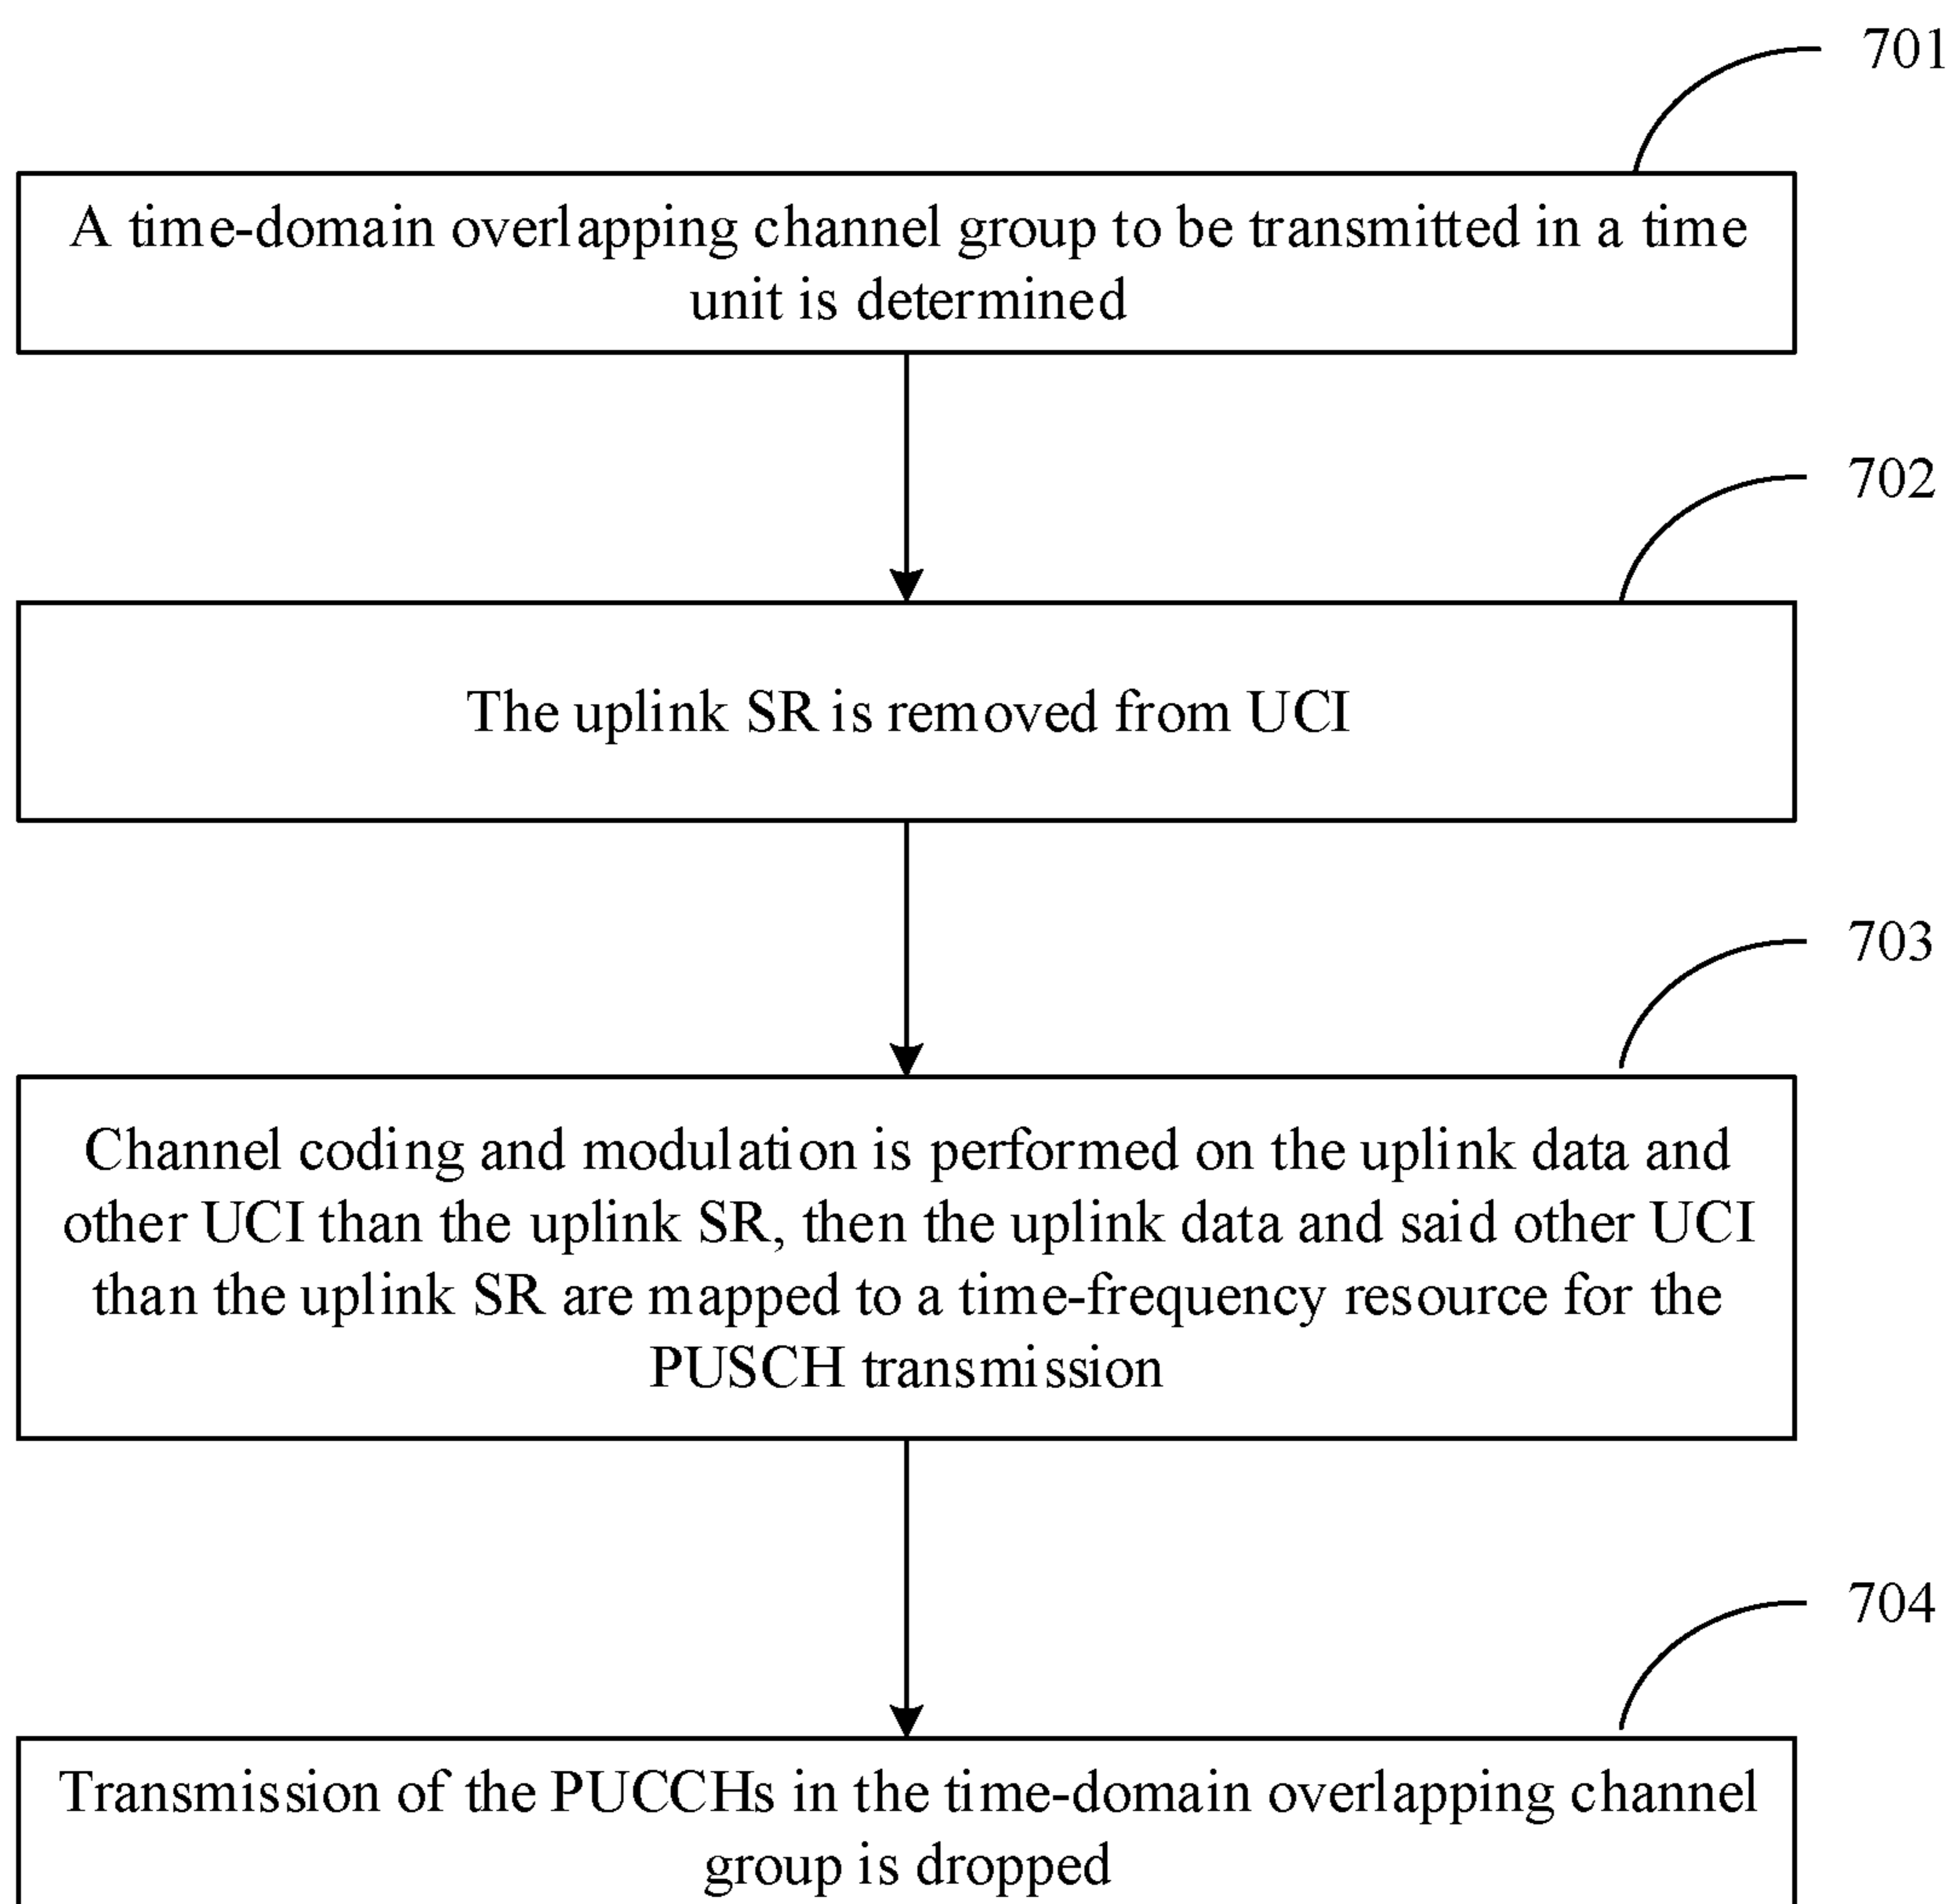 701
A time-domain overlapping channel group to be transmitted in a time
unit is determined
702
The uplink SR is removed from UCI
703
Channel coding and modulation is performed on the uplink data and
other UCI than the uplink SR, then the uplink data and said other UCI
than the uplink SR are mapped to a time-frequency resource for the
PUSCH transmission
704
Transmission of the PUCCHs in the time-domain overlapping channel
group is dropped